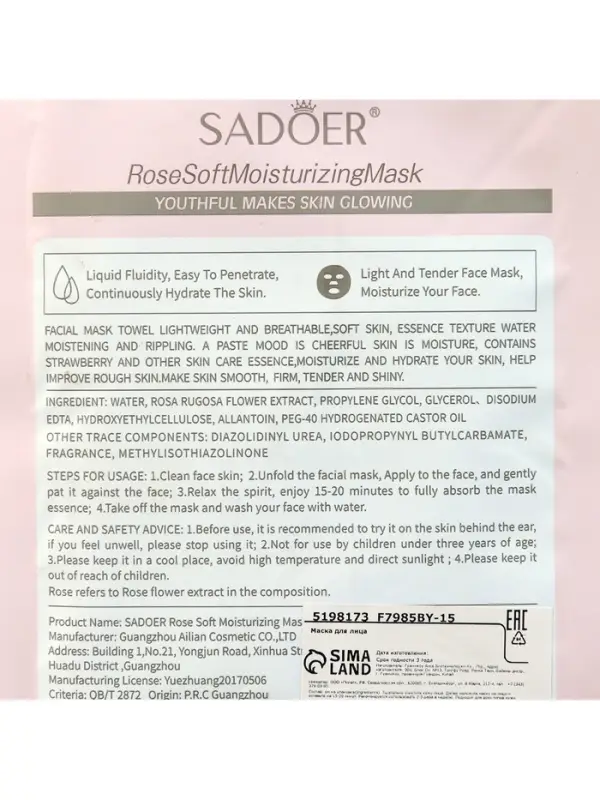 SADOER®
RoseSoftMoisturizingMask
YOUTHFUL MAKES SKIN GLOWING
Liquid Fluidity, Easy To Penetrate,
Continuously Hydrate The Skin.
Light And Tender Face Mask,
Moisturize Your Face.
FACIAL MASK TOWEL LIGHTWEIGHT AND BREATHABLE,SOFT SKIN, ESSENCE TEXTURE WATER
MOISTENING AND RIPPLING. A PASTE MOOD IS CHEERFUL SKIN IS MOISTURE, CONTAINS
STRAWBERRY AND OTHER SKIN CARE ESSENCE,MOISTURIZE AND HYDRATE YOUR SKIN, HELP
IMPROVE ROUGH SKIN.MAKE SKIN SMOOTH, FIRM, TENDER AND SHINY.
INGREDIENT: WATER, ROSA RUGOSA FLOWER EXTRACT, PROPYLENE GLYCOL, GLYCEROL、DISODIUM
EDTA, HYDROXYETHYLCELLULOSE, ALLANTOIN, PEG-40 HYDROGENATED CASTOR OIL
OTHER TRACE COMPONENTS: DIAZOLIDINYL UREA, IODOPROPYNYL BUTYLCARBAMATE,
FRAGRANCE, METHYLISOTHIAZOLINONE
STEPS FOR USAGE: 1.Clean face skin; 2.Unfold the facial mask, Apply to the face, and gently
pat it against the face; 3.Relax the spirit, enjoy 15-20 minutes to fully absorb the mask
essence; 4.Take off the mask and wash your face with water.
CARE AND SAFETY ADVICE: 1.Before use, it is recommended to try it on the skin behind the ear,
if you feel unwell, please stop using it; 2.Not for use by children under three years of age;
3.Please keep it in a cool place, avoid high temperature and direct sunlight ; 4.Please keep it
out of reach of children.
Rose refers to Rose flower extract in the composition.
Product Name: SADOER Rose Soft Moisturizing Mas
Manufacturer: Guangzhou Ailian Cosmetic CO.,LTD
Address: Building 1,No.21, Yongjun Road, Xinhua St
Huadu District ,Guangzhou
Manufacturing License: Yuezhuang20170506
Criteria: QB/T 2872 Origin: P.R.C Guangzhou
5198173 F7985BY-15
Маска для лица
EAC
SIMA
LAND
Дата изготовления:
Срок годности 3 года